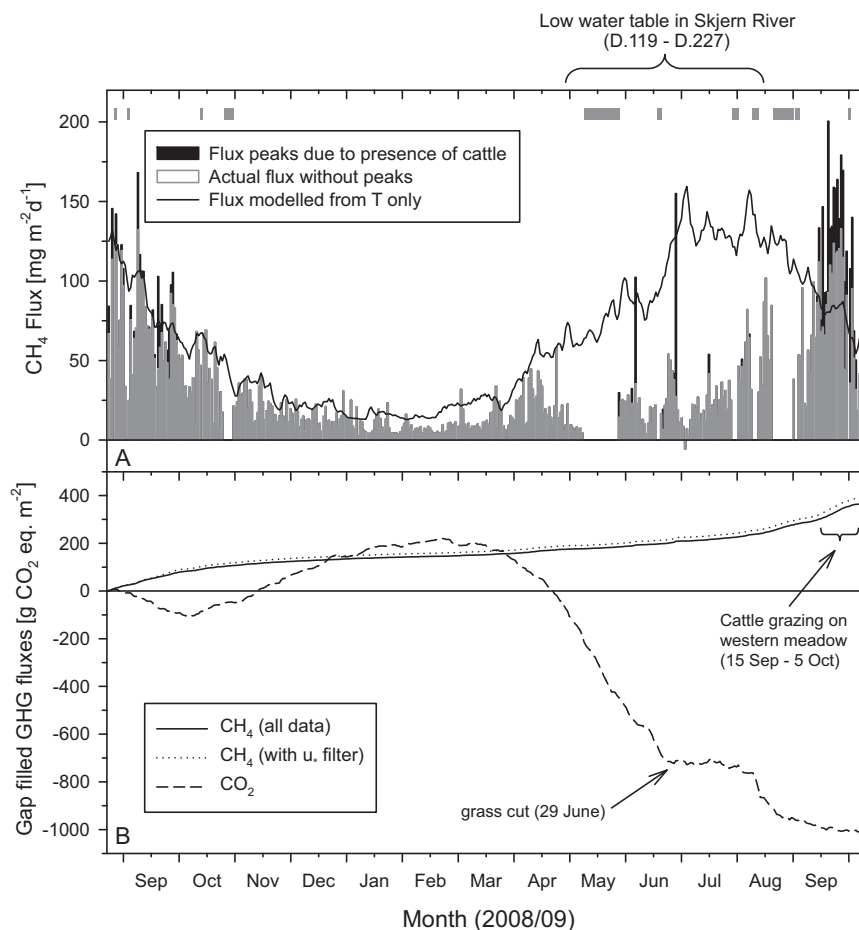 Low water table in Skjern River
(D.119 - D.227)
200
150
100
50
0
CH₄ Flux [mg m⁻²d⁻¹]
Flux peaks due to presence of cattle
Actual flux without peaks
Flux modelled from T only
A
400
200
0
-200
-400
-600
-800
-1000
Gap filled GHG fluxes [g CO₂ eq. m⁻²]
Cattle grazing on
western meadow
(15 Sep - 5 Oct)
CH₄ (all data)
CH₄ (with u* filter)
CO₂
grass cut (29 June)
B
Sep Oct Nov Dec Jan Feb Mar Apr May Jun Jul Aug Sep
Month (2008/09)